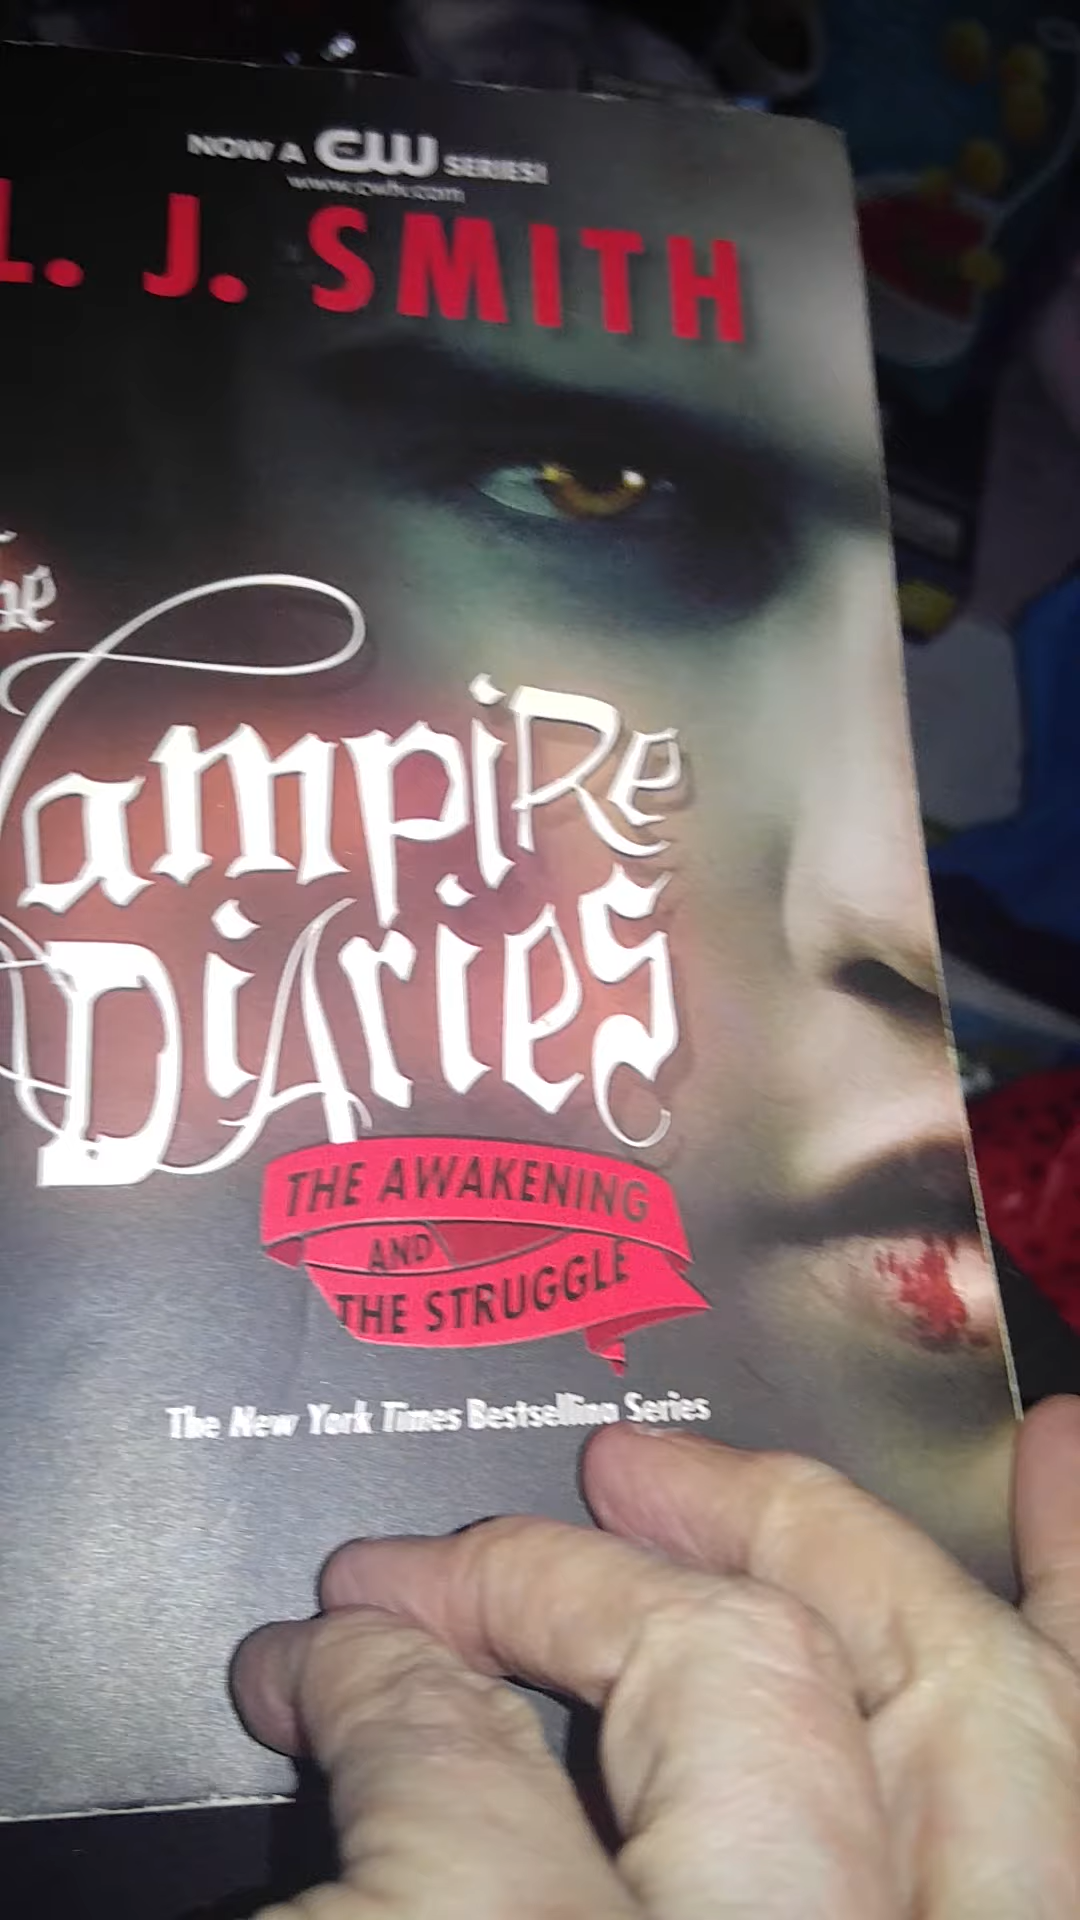 NOW A CW SERIES!
www.cwtv.com
L. J. SMITH
The
Vampire
Diaries
THE AWAKENING
AND
THE STRUGGLE
The New York Times Bestselling Series